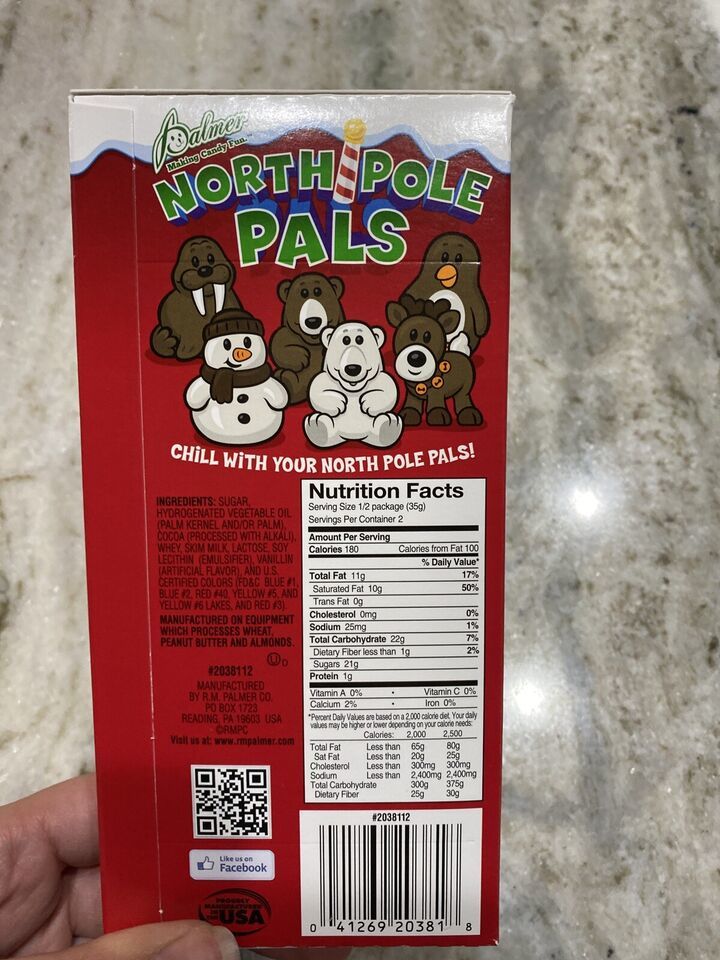 Palmer
Making Candy Fun.™
NORTH POLE
PALS
CHILL WITH YOUR NORTH POLE PALS!
INGREDIENTS: SUGAR,
HYDROGENATED VEGETABLE OIL
(PALM KERNEL AND/OR PALM),
COCOA (PROCESSED WITH ALKALI),
WHEY, SKIM MILK, LACTOSE, SOY
LECITHIN (EMULSIFIER), VANILLIN
(ARTIFICIAL FLAVOR), AND U.S.
CERTIFIED COLORS (FD&C BLUE #1,
BLUE #2, RED #40, YELLOW #5, AND
YELLOW #6 LAKES, AND RED #3).
MANUFACTURED ON EQUIPMENT
WHICH PROCESSES WHEAT,
PEANUT BUTTER AND ALMONDS.
U D
#2038112
MANUFACTURED
BY R.M. PALMER CO.
PO BOX 1723
READING, PA 19603 USA
©RMPC
Visit us at: www.rmpalmer.com
Like us on
Facebook
PROUDLY
MANUFACTURED
IN THE USA
Nutrition Facts
Serving Size 1/2 package (35g)
Servings Per Container 2
Amount Per Serving
Calories 180 Calories from Fat 100
% Daily Value*
Total Fat 11g 17%
Saturated Fat 10g 50%
Trans Fat 0g
Cholesterol 0mg 0%
Sodium 25mg 1%
Total Carbohydrate 22g 7%
Dietary Fiber less than 1g 2%
Sugars 21g
Protein 1g
Vitamin A 0% • Vitamin C 0%
Calcium 2% • Iron 0%
*Percent Daily Values are based on a 2,000 calorie diet. Your daily
values may be higher or lower depending on your calorie needs:
Calories: 2,000 2,500
Total Fat Less than 65g 80g
Sat Fat Less than 20g 25g
Cholesterol Less than 300mg 300mg
Sodium Less than 2,400mg 2,400mg
Total Carbohydrate 300g 375g
Dietary Fiber 25g 30g
#2038112
0 41269 20381 8